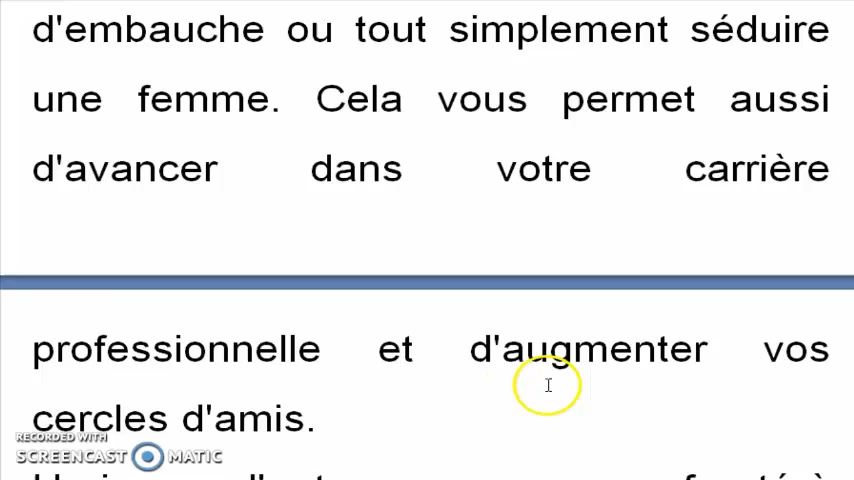 d'embauche ou tout simplement séduire
une femme. Cela vous permet aussi
d'avancer dans votre carrière
professionnelle et d'augmenter vos
cercles d'amis.
RECORDED WITH
SCREENCAST MATIC